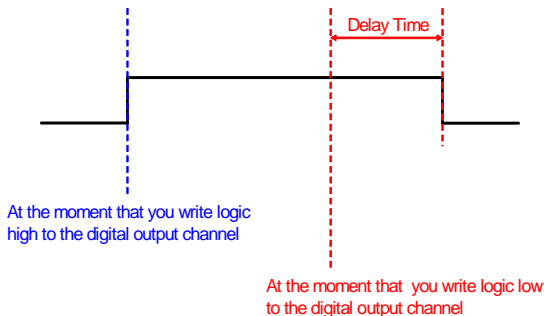 Delay Time
At the moment that you write logic
high to the digital output channel
At the moment that you write logic low
to the digital output channel